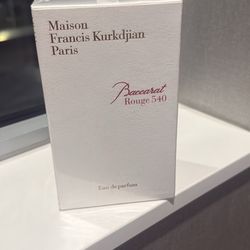 Maison
Francis Kurkdjian
Paris
Baccarat
Rouge 540
Eau de parfum